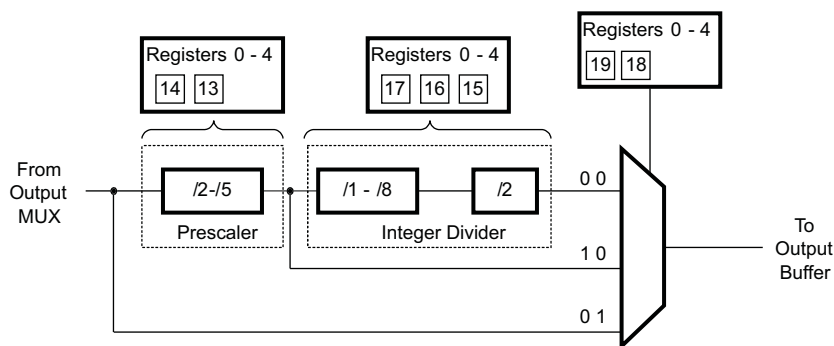 Registers 0 - 4
14 13
Registers 0 - 4
17 16 15
Registers 0 - 4
19 18
From
Output
MUX
/2-/5
Prescaler
/1 - /8
/2
Integer Divider
0 0
1 0
0 1
To
Output
Buffer